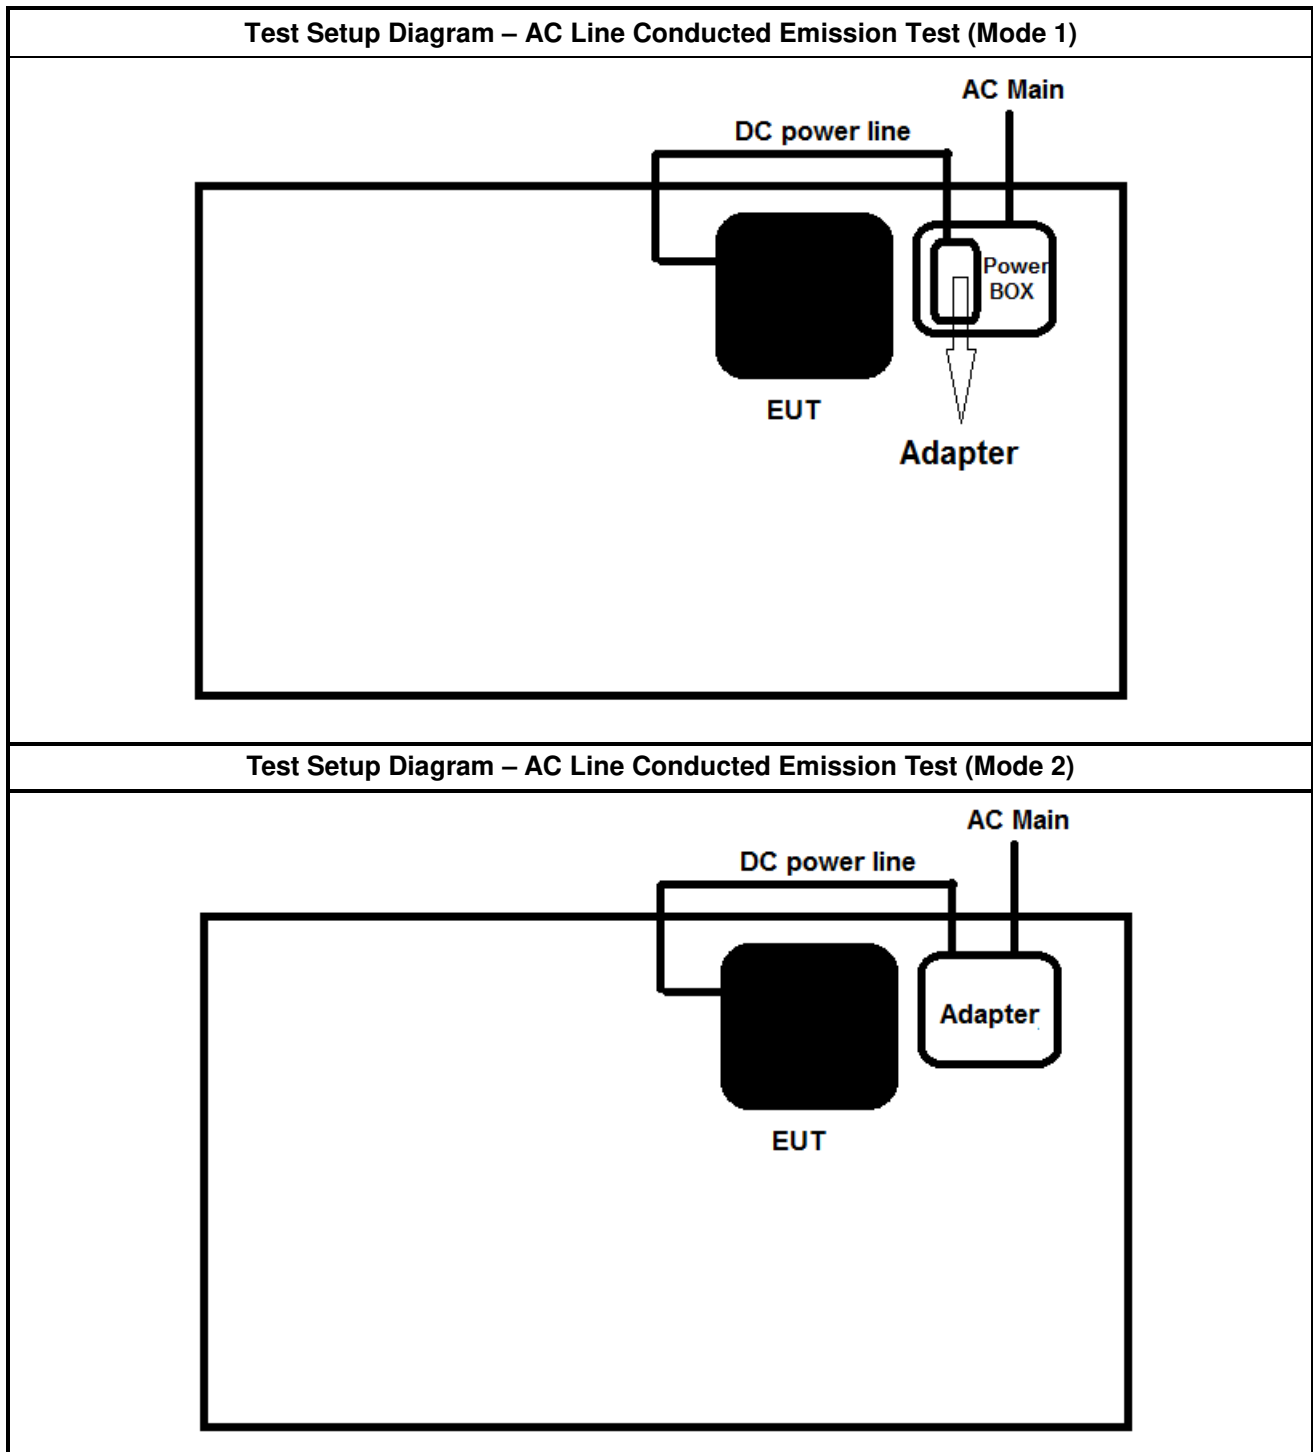 Test Setup Diagram – AC Line Conducted Emission Test (Mode 1)
AC Main
DC power line
Power
BOX
EUT
Adapter
Test Setup Diagram – AC Line Conducted Emission Test (Mode 2)
AC Main
DC power line
Adapter
EUT